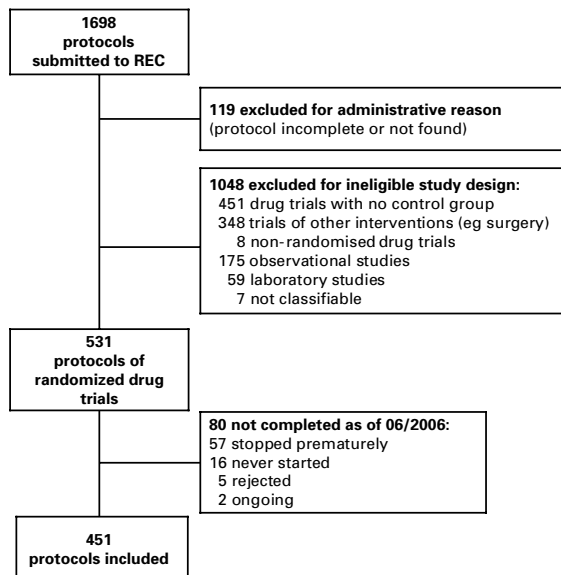 1698
protocols
submitted to REC
119 excluded for administrative reason
(protocol incomplete or not found)
1048 excluded for ineligible study design:
451 drug trials with no control group
348 trials of other interventions (eg surgery)
8 non-randomised drug trials
175 observational studies
59 laboratory studies
7 not classifiable
531
protocols of
randomized drug
trials
80 not completed as of 06/2006:
57 stopped prematurely
16 never started
5 rejected
2 ongoing
451
protocols included